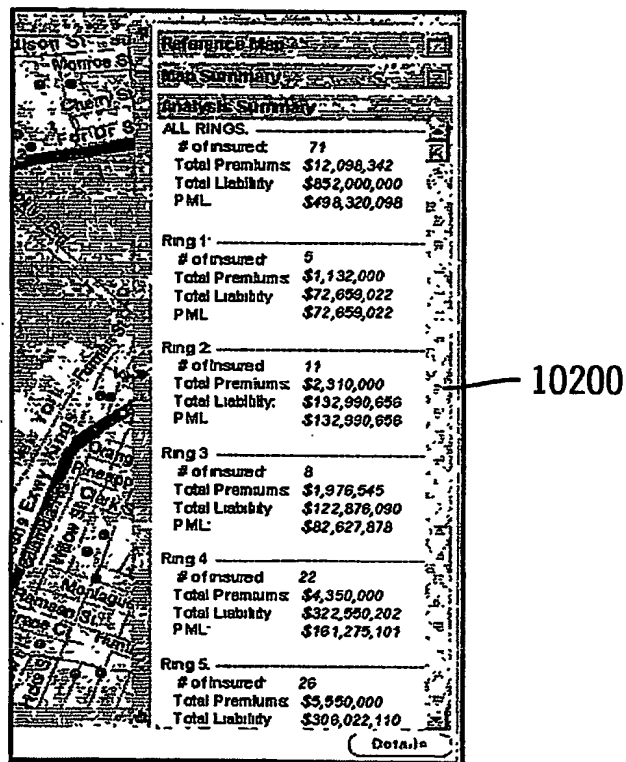 Reference Map
Map Summary
Analysis Summary
ALL RINGS.
# of insured: 71
Total Premiums: $12,098,342
Total Liability $852,000,000
PML $498,320,098
Ring 1:
# of insured 5
Total Premiums: $1,132,000
Total Liability $72,659,022
PML $72,659,022
Ring 2:
# of insured 11
Total Premiums: $2,310,000
Total Liability: $132,990,656
PML $132,990,656
Ring 3
# of insured 8
Total Premiums: $1,976,545
Total Liability $122,876,090
PML: $82,627,878
Ring 4
# of insured 22
Total Premiums: $4,350,000
Total Liability $322,550,202
PML: $161,275,101
Ring 5.
# of insured 26
Total Premiums: $5,550,000
Total Liability $306,022,110
Details
10200
Monroe S
Cherry S
York
Orang
Pineapp
Clark
Willow St
Montague